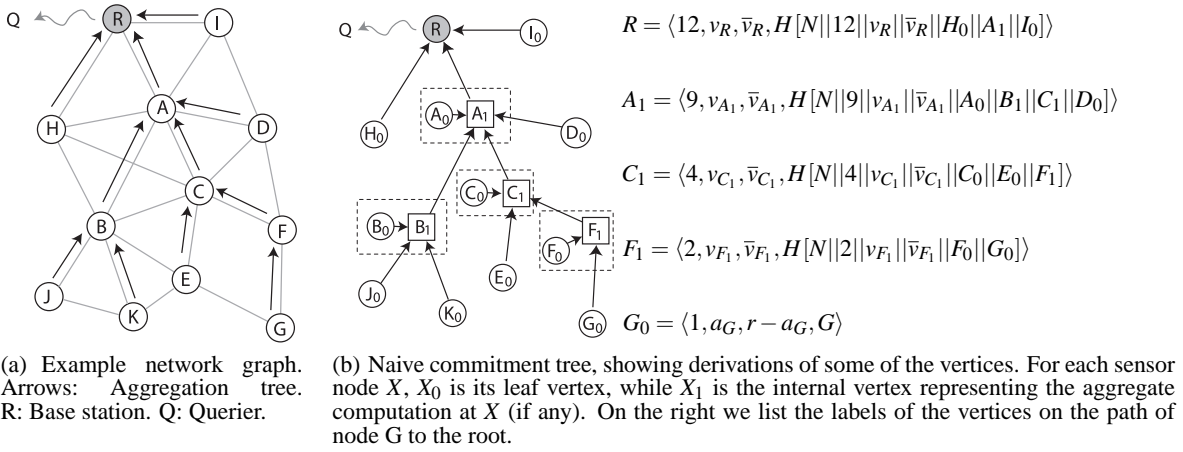 Q
R
I
H
A
D
C
B
F
E
J
K
G
Q
R
I0
A0
A1
H0
D0
C0
C1
B0
B1
F1
F0
E0
J0
K0
G0
R = ⟨12, vR, v̅R, H[N||12||vR||v̅R||H0||A1||I0]⟩
A1 = ⟨9, vA1, v̅A1, H[N||9||vA1||v̅A1||A0||B1||C1||D0]⟩
C1 = ⟨4, vC1, v̅C1, H[N||4||vC1||v̅C1||C0||E0||F1]⟩
F1 = ⟨2, vF1, v̅F1, H[N||2||vF1||v̅F1||F0||G0]⟩
G0 = ⟨1, aG, r − aG, G⟩
(a) Example network graph.
Arrows: Aggregation tree.
R: Base station. Q: Querier.
(b) Naive commitment tree, showing derivations of some of the vertices. For each sensor
node X, X0 is its leaf vertex, while X1 is the internal vertex representing the aggregate
computation at X (if any). On the right we list the labels of the vertices on the path of
node G to the root.